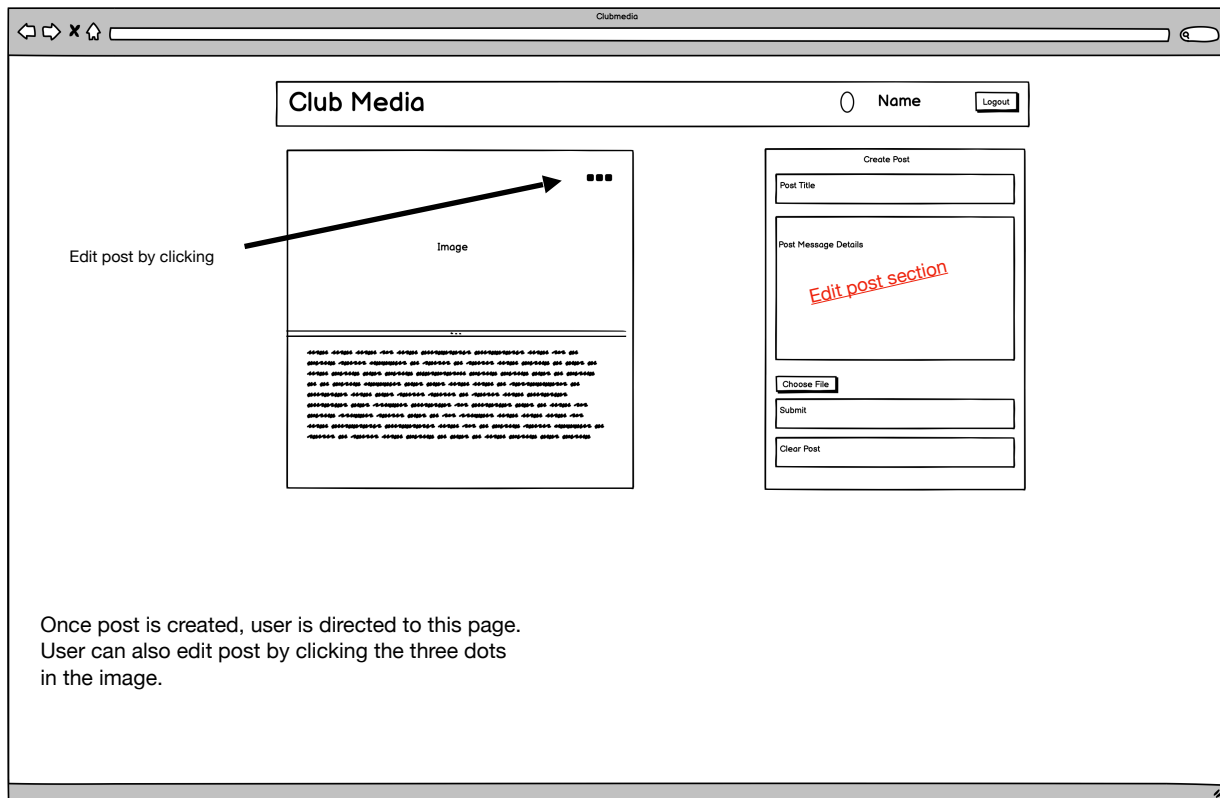 Clubmedia
Club Media
Name
Logout
Edit post by clicking
Image
Create Post
Post Title
Post Message Details
Edit post section
Choose File
Submit
Clear Post
Once post is created, user is directed to this page.
User can also edit post by clicking the three dots
in the image.